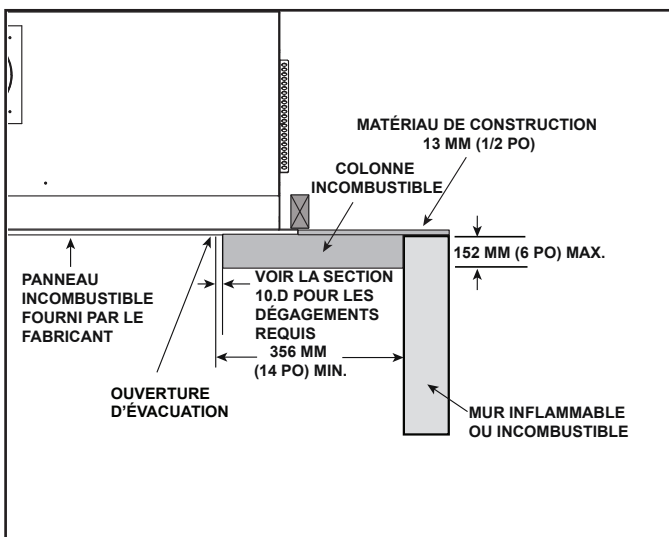 MATÉRIAU DE CONSTRUCTION
13 MM (1/2 PO)
COLONNE
INCOMBUSTIBLE
152 MM (6 PO) MAX.
PANNEAU
INCOMBUSTIBLE
FOURNI PAR LE
FABRICANT
VOIR LA SECTION
10.D POUR LES
DÉGAGEMENTS
REQUIS
356 MM
(14 PO) MIN.
OUVERTURE
D'ÉVACUATION
MUR INFLAMMABLE
OU INCOMBUSTIBLE